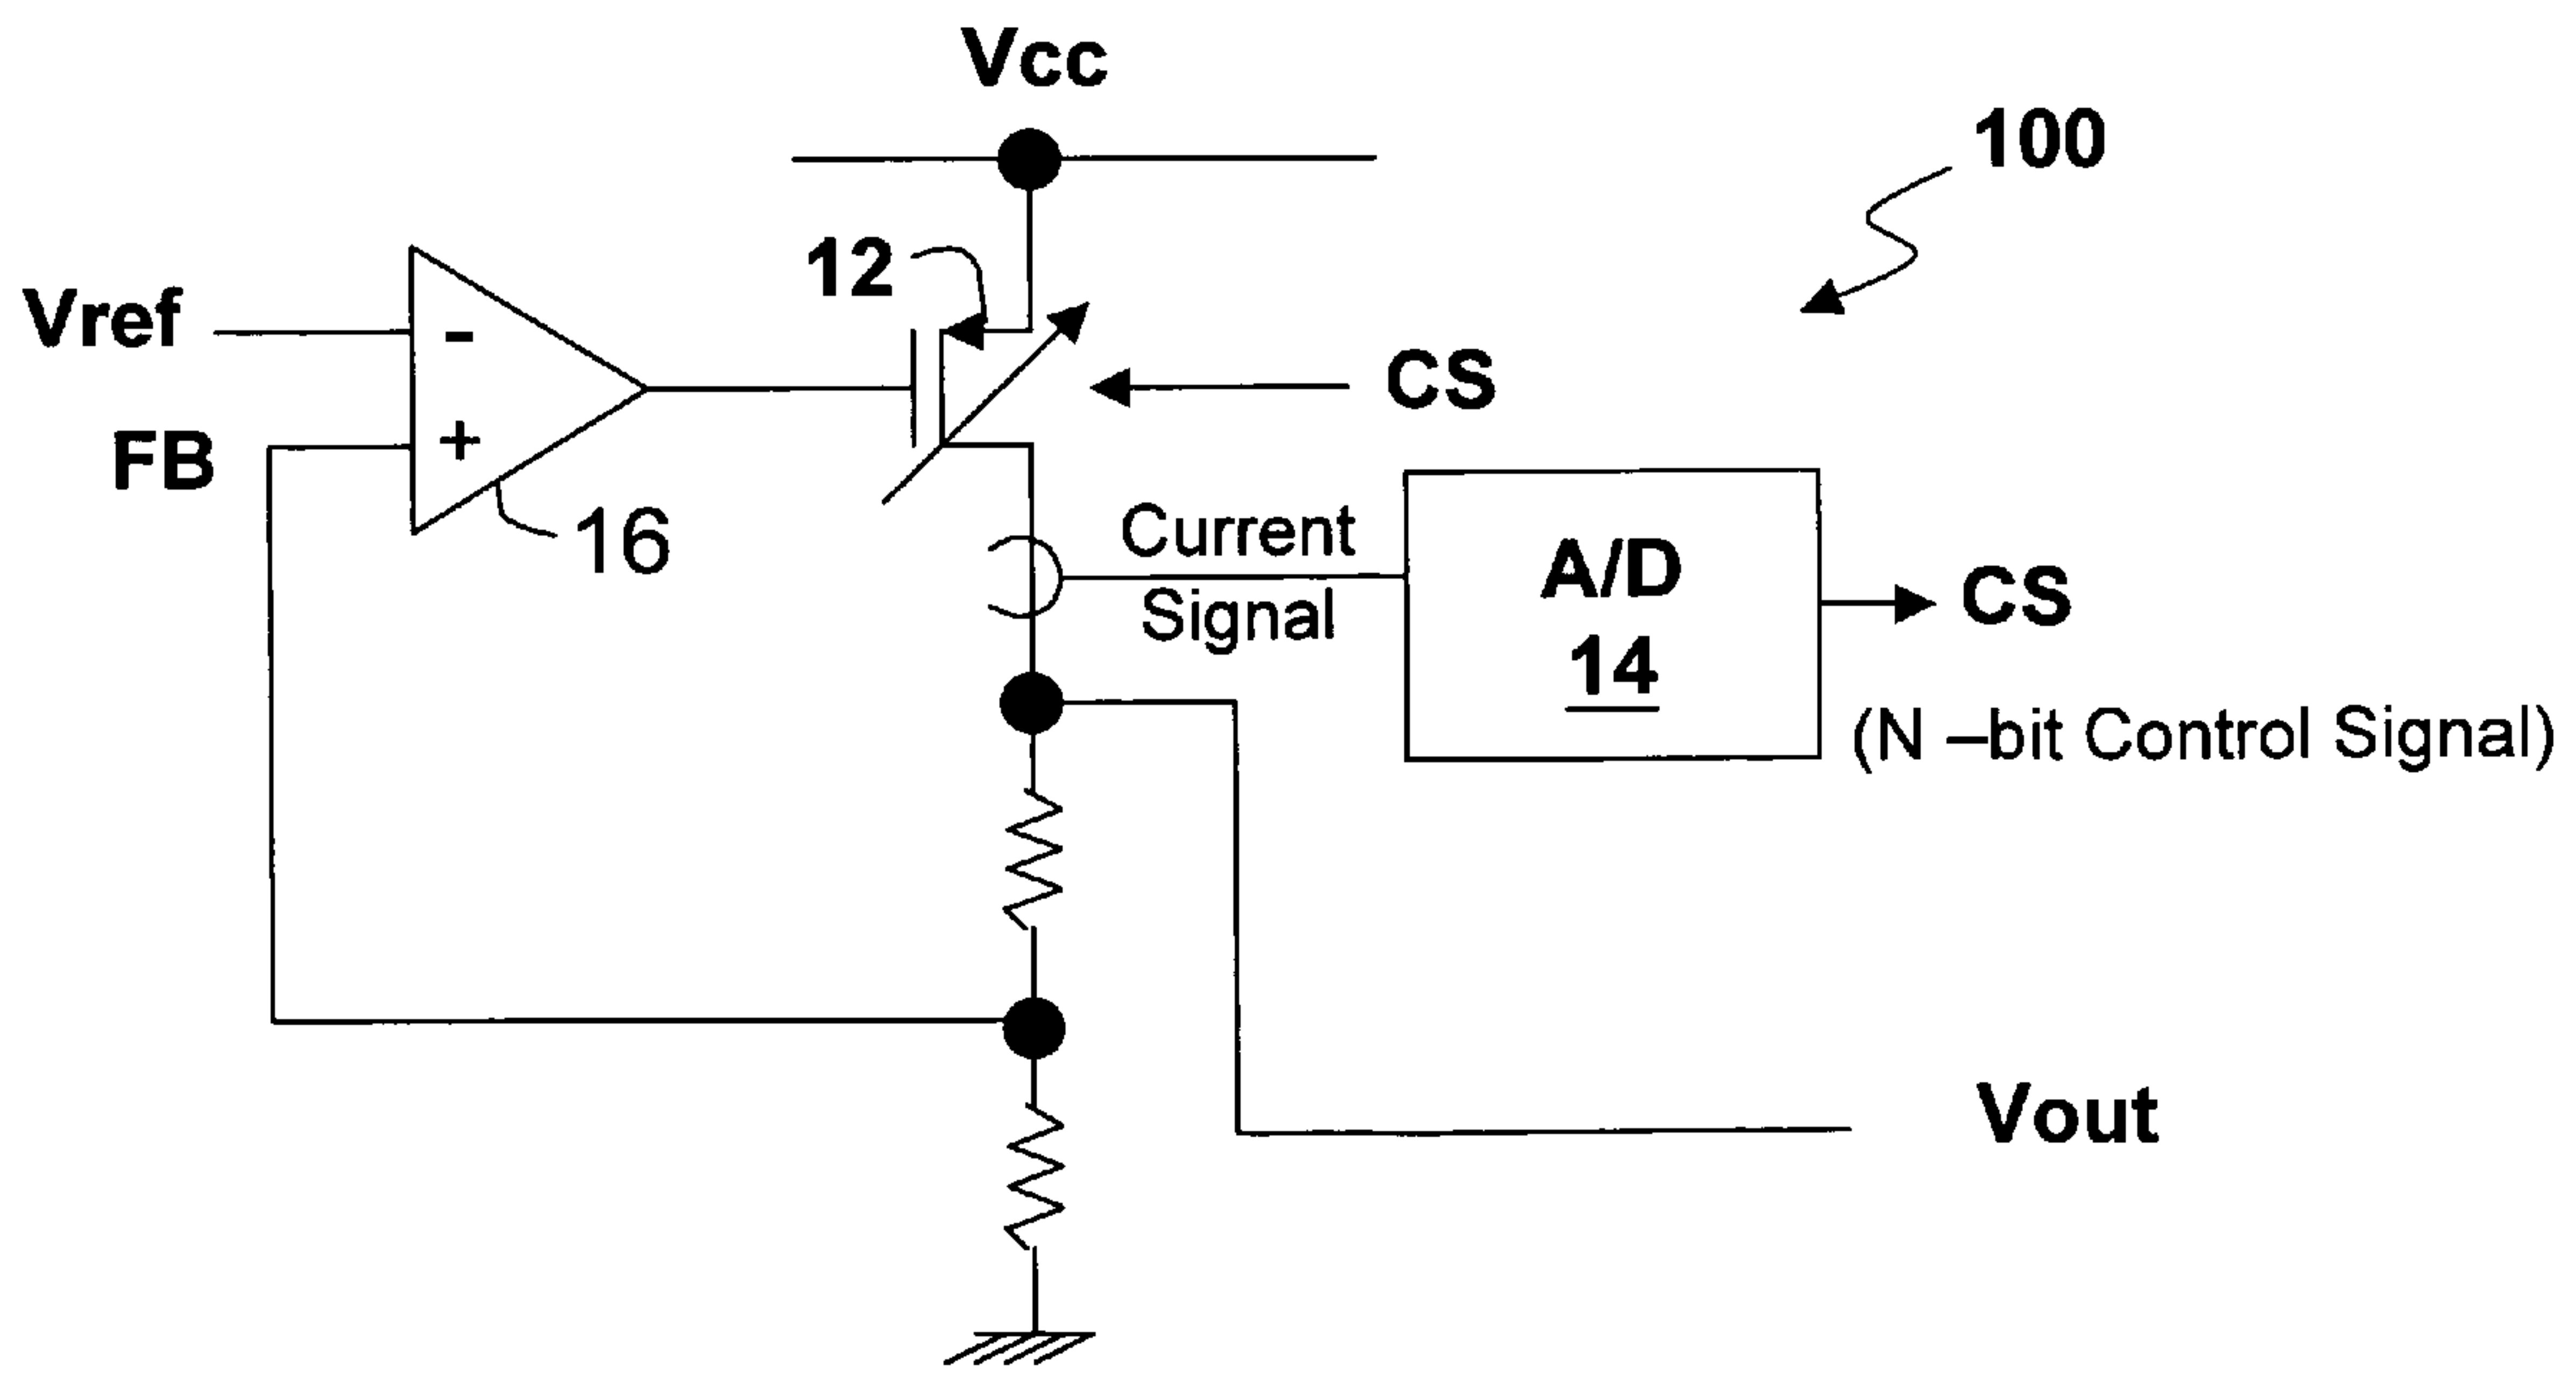 Vcc
100
12
Vref
-
CS
FB
+
16
Current
Signal
A/D
14
CS
(N –bit Control Signal)
Vout